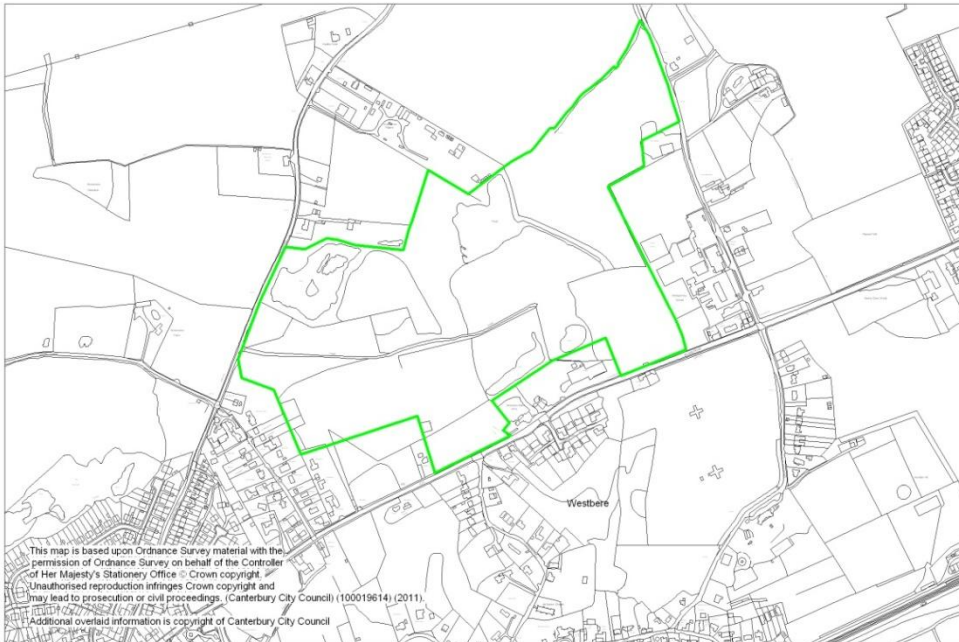 Westbere
This map is based upon Ordnance Survey material with the
permission of Ordnance Survey on behalf of the Controller
of Her Majesty's Stationery Office © Crown copyright.
Unauthorised reproduction infringes Crown copyright and
may lead to prosecution or civil proceedings. (Canterbury City Council) (100019614) (2011).
Additional overlaid information is copyright of Canterbury City Council